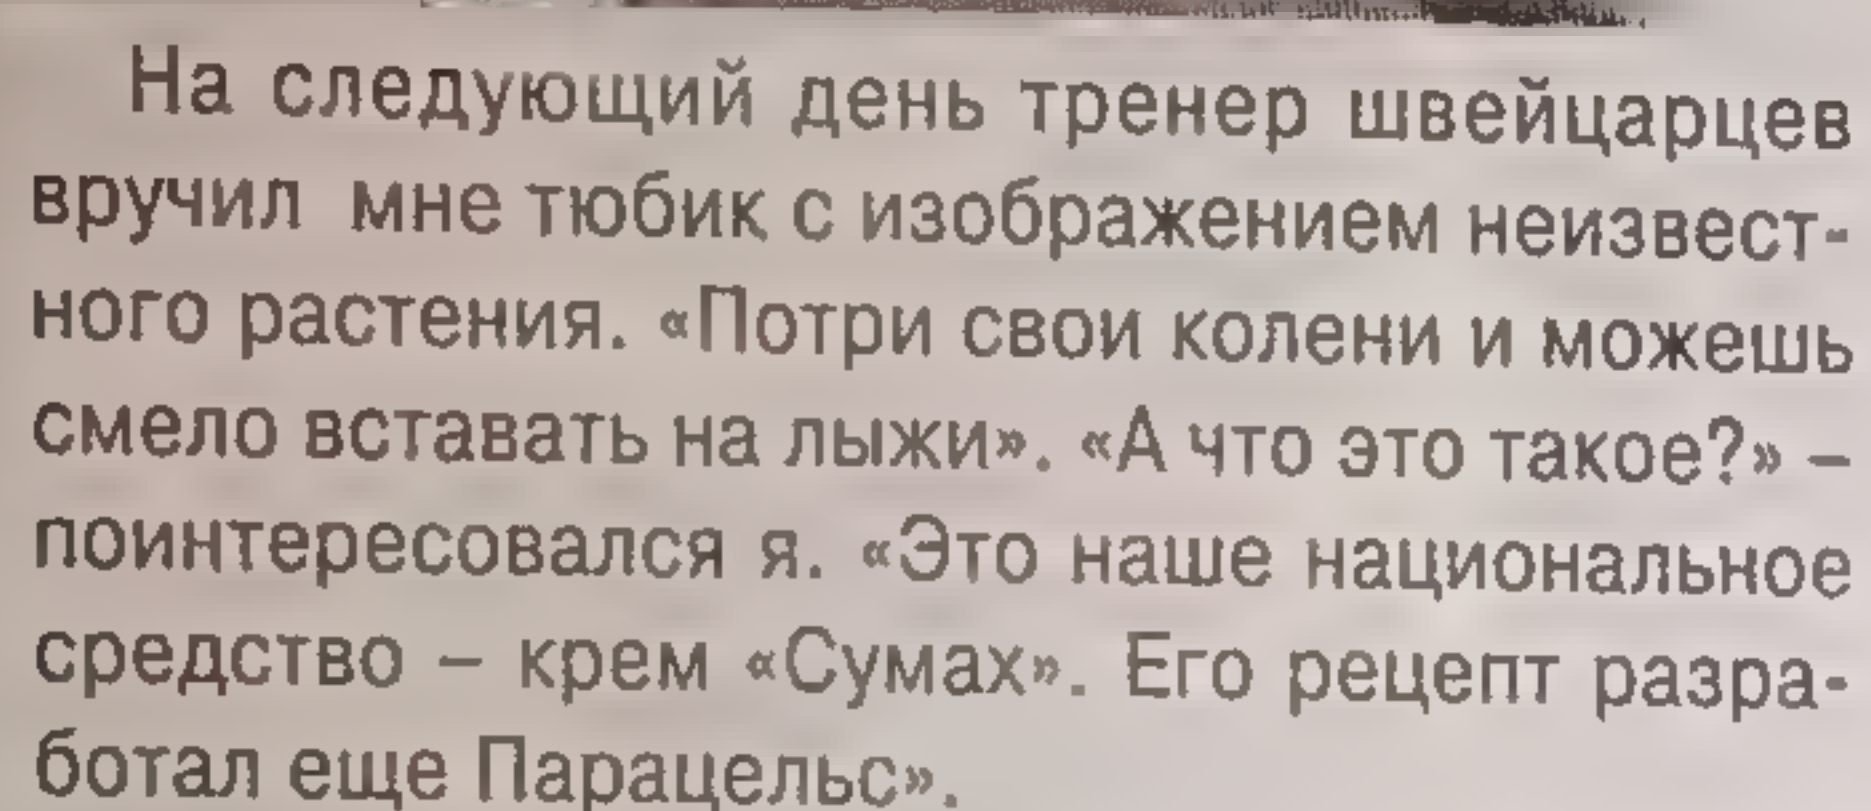 На следующий день тренер швейцарцев
вручил мне тюбик с изображением неизвест-
ного растения. «Потри свои колени и можешь
смело вставать на лыжи». «А что это такое?» –
поинтересовался я. «Это наше национальное
средство – крем «Сумах». Его рецепт разра-
ботал еще Парацельс».